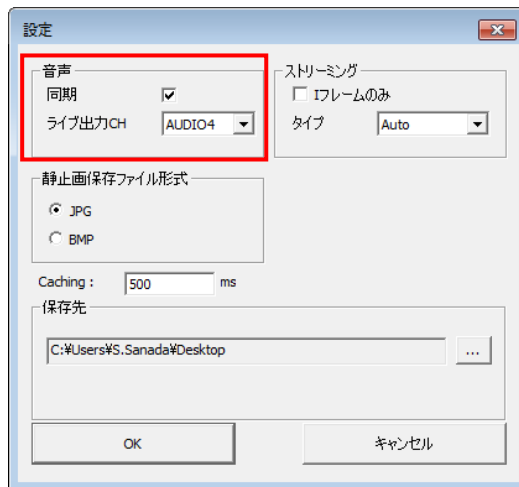 設定
音声
同期
ライブ出力CH AUDIO4
ストリーミング
Iフレームのみ
タイプ Auto
静止画保存ファイル形式
JPG
BMP
Caching : 500 ms
保存先
C:¥Users¥S.Sanada¥Desktop ...
OK キャンセル